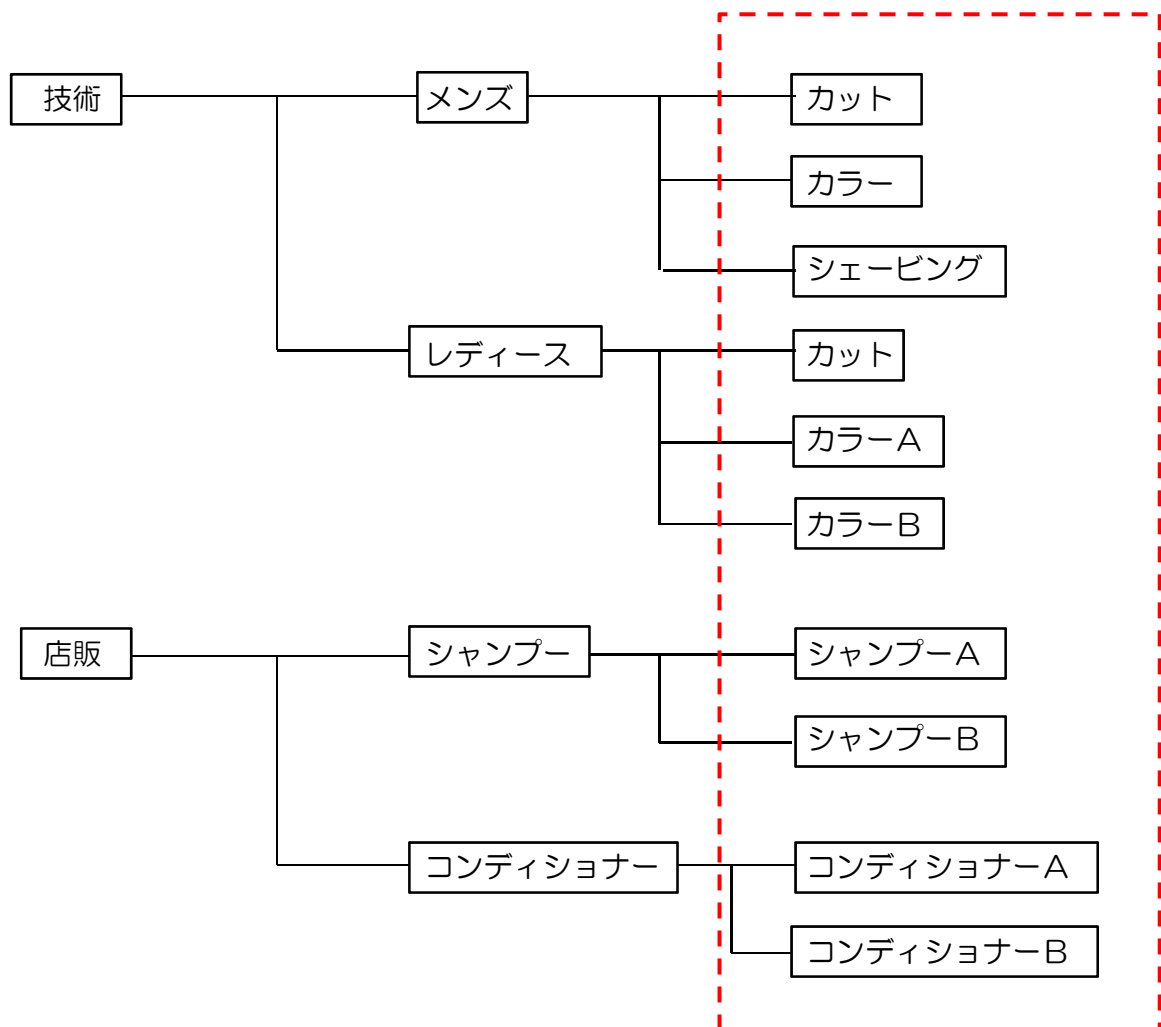 技術
メンズ
カット
カラー
シェービング
レディース
カット
カラーA
カラーB
店販
シャンプー
シャンプーA
シャンプーB
コンディショナー
コンディショナーA
コンディショナーB